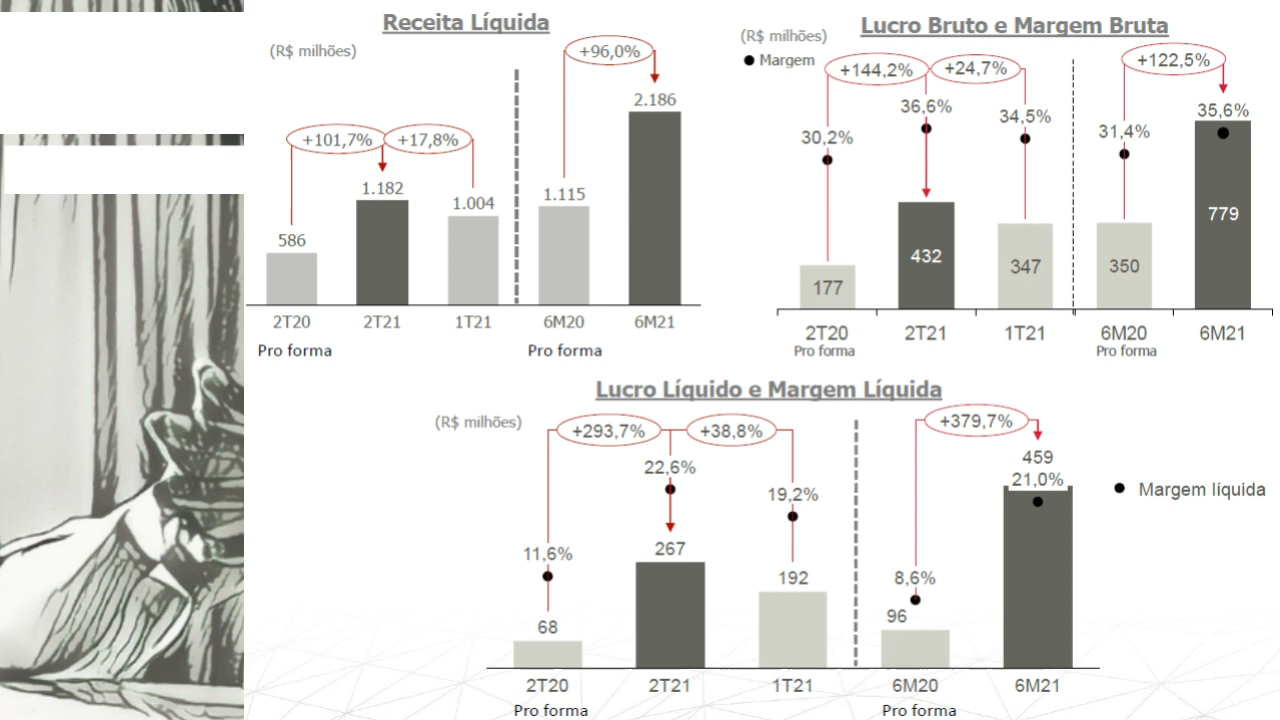 Receita Líquida
(R$ milhões)
+96,0%
+101,7%
+17,8%
2.186
1.182
1.004
1.115
586
2T20
2T21
1T21
6M20
6M21
Pro forma
Pro forma
Lucro Bruto e Margem Bruta
(R$ milhões)
Margem
+144,2%
+24,7%
+122,5%
36,6%
34,5%
35,6%
30,2%
31,4%
177
432
347
350
779
2T20
2T21
1T21
6M20
6M21
Pro forma
Pro forma
Lucro Líquido e Margem Líquida
(R$ milhões)
+293,7%
+38,8%
+379,7%
459
22,6%
21,0%
19,2%
11,6%
8,6%
267
192
68
96
Margem líquida
2T20
2T21
1T21
6M20
6M21
Pro forma
Pro forma